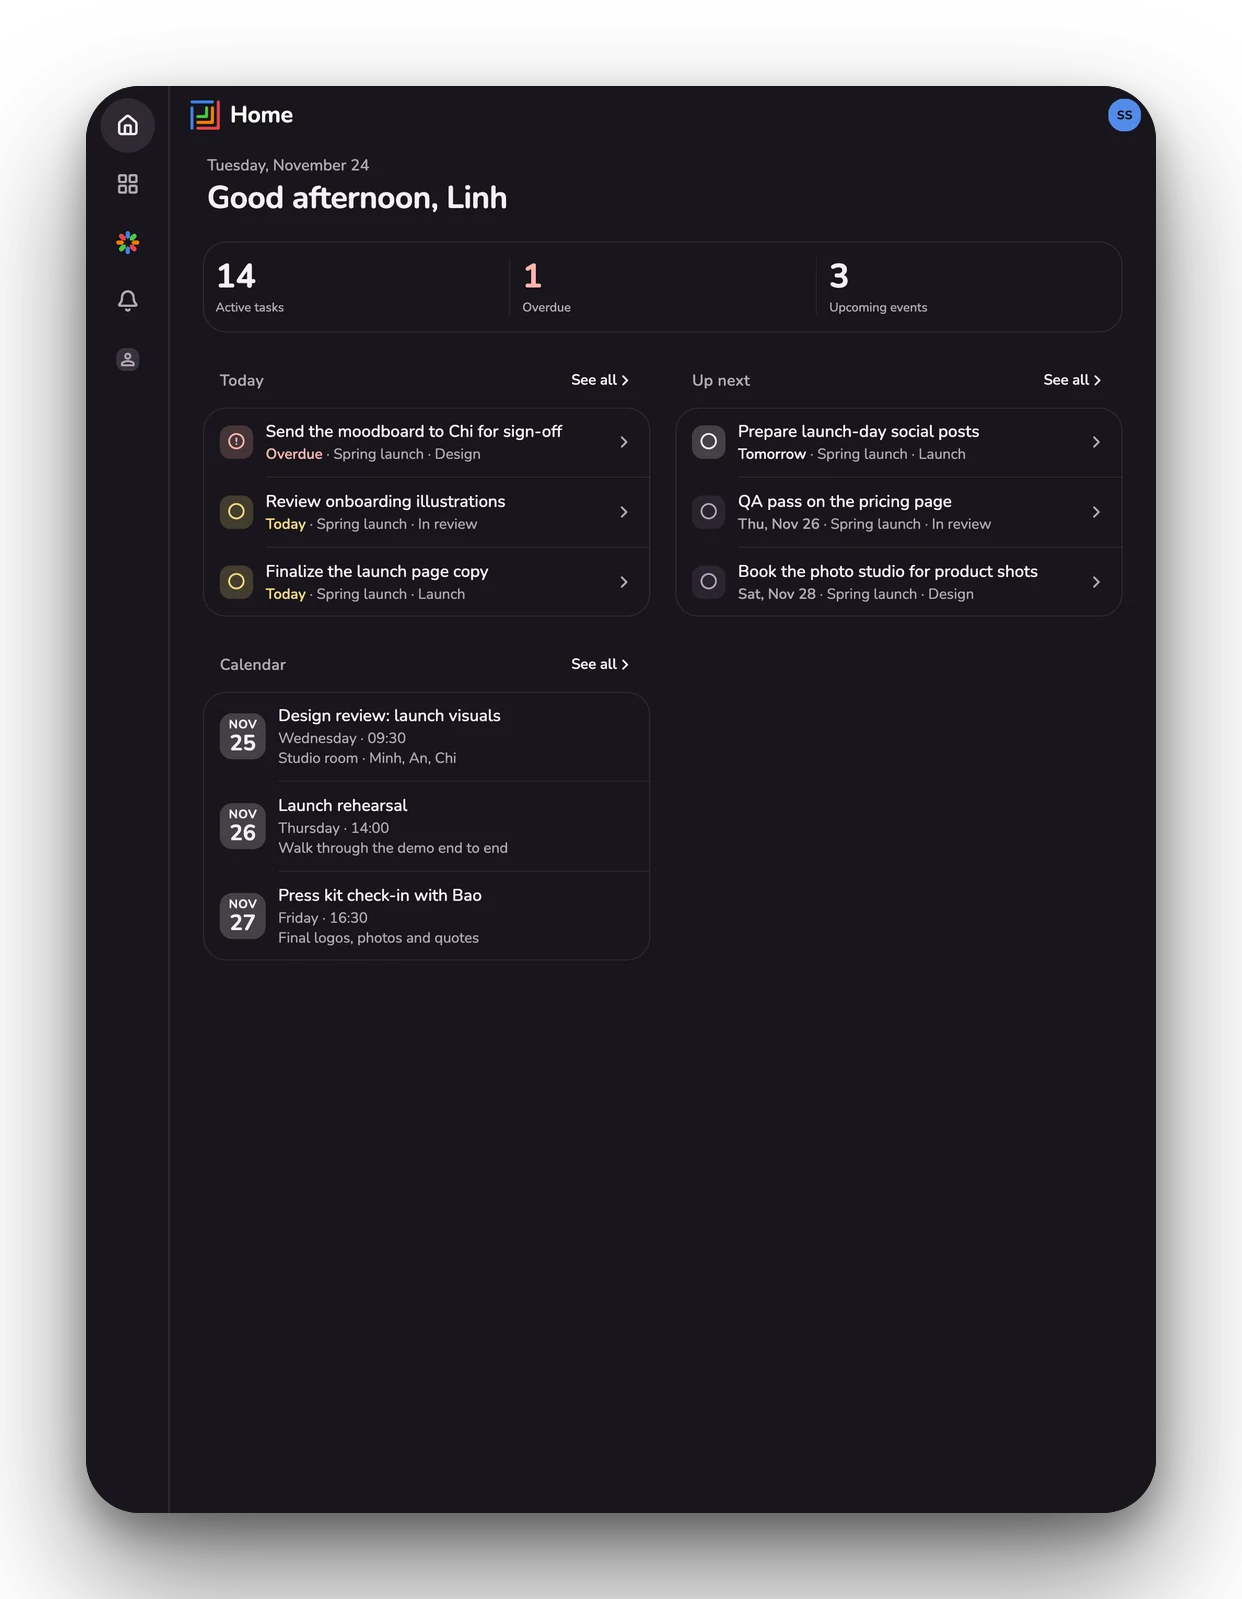 Home
SS
Tuesday, November 24
Good afternoon, Linh
14
Active tasks
1
Overdue
3
Upcoming events
Today
See all
Send the moodboard to Chi for sign-off
Overdue · Spring launch · Design
Review onboarding illustrations
Today · Spring launch · In review
Finalize the launch page copy
Today · Spring launch · Launch
Up next
See all
Prepare launch-day social posts
Tomorrow · Spring launch · Launch
QA pass on the pricing page
Thu, Nov 26 · Spring launch · In review
Book the photo studio for product shots
Sat, Nov 28 · Spring launch · Design
Calendar
See all
NOV
25
Design review: launch visuals
Wednesday · 09:30
Studio room · Minh, An, Chi
NOV
26
Launch rehearsal
Thursday · 14:00
Walk through the demo end to end
NOV
27
Press kit check-in with Bao
Friday · 16:30
Final logos, photos and quotes